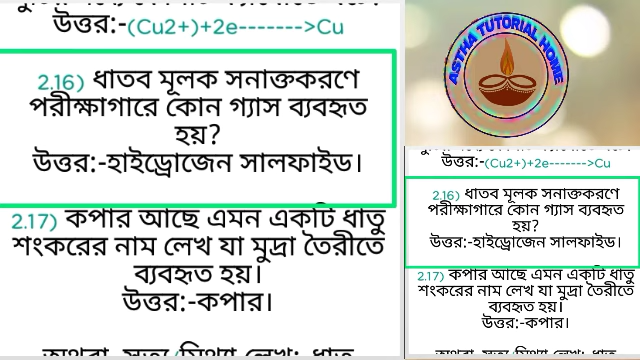 উত্তর:-(Cu2+)+2e------->Cu
2.16) ধাতব মূলক সনাক্তকরণে
পরীক্ষাগারে কোন গ্যাস ব্যবহৃত
হয়?
উত্তর:-হাইড্রোজেন সালফাইড।
2.17) কপার আছে এমন একটি ধাতু
শংকরের নাম লেখ যা মুদ্রা তৈরীতে
ব্যবহৃত হয়।
উত্তর:-কপার।
অথবা, সত্য/মিথ্যা লেখ: ধাতু
ASTHA TUTORIAL HOME
উত্তর:-(Cu2+)+2e------->Cu
2.16) ধাতব মূলক সনাক্তকরণে
পরীক্ষাগারে কোন গ্যাস ব্যবহৃত
হয়?
উত্তর:-হাইড্রোজেন সালফাইড।
2.17) কপার আছে এমন একটি ধাতু
শংকরের নাম লেখ যা মুদ্রা তৈরীতে
ব্যবহৃত হয়।
উত্তর:-কপার।